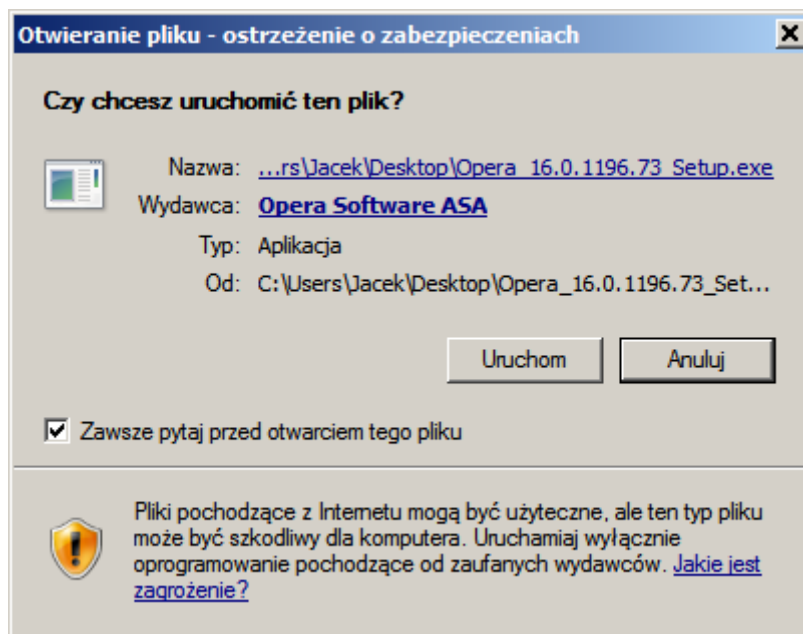 Otwieranie pliku - ostrzeżenie o zabezpieczeniach
Czy chcesz uruchomić ten plik?
Nazwa: ...rs\Jacek\Desktop\Opera_16.0.1196.73_Setup.exe
Wydawca: Opera Software ASA
Typ: Aplikacja
Od: C:\Users\Jacek\Desktop\Opera_16.0.1196.73_Set...
Uruchom Anuluj
Zawsze pytaj przed otwarciem tego pliku
Pliki pochodzące z Internetu mogą być użyteczne, ale ten typ pliku
może być szkodliwy dla komputera. Uruchamiaj wyłącznie
oprogramowanie pochodzące od zaufanych wydawców. Jakie jest
zagrożenie?